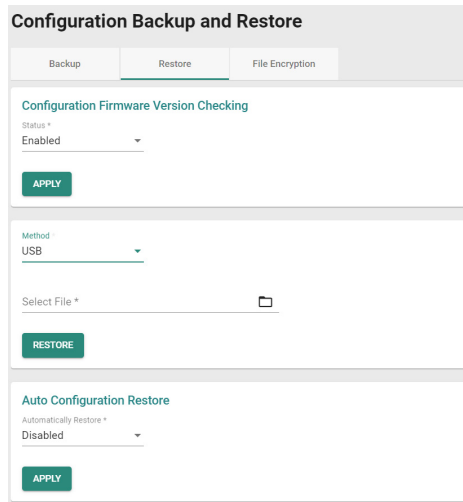 Configuration Backup and Restore
Backup Restore File Encryption
Configuration Firmware Version Checking
Status *
Enabled
APPLY
Method
USB
Select File *
RESTORE
Auto Configuration Restore
Automatically Restore *
Disabled
APPLY